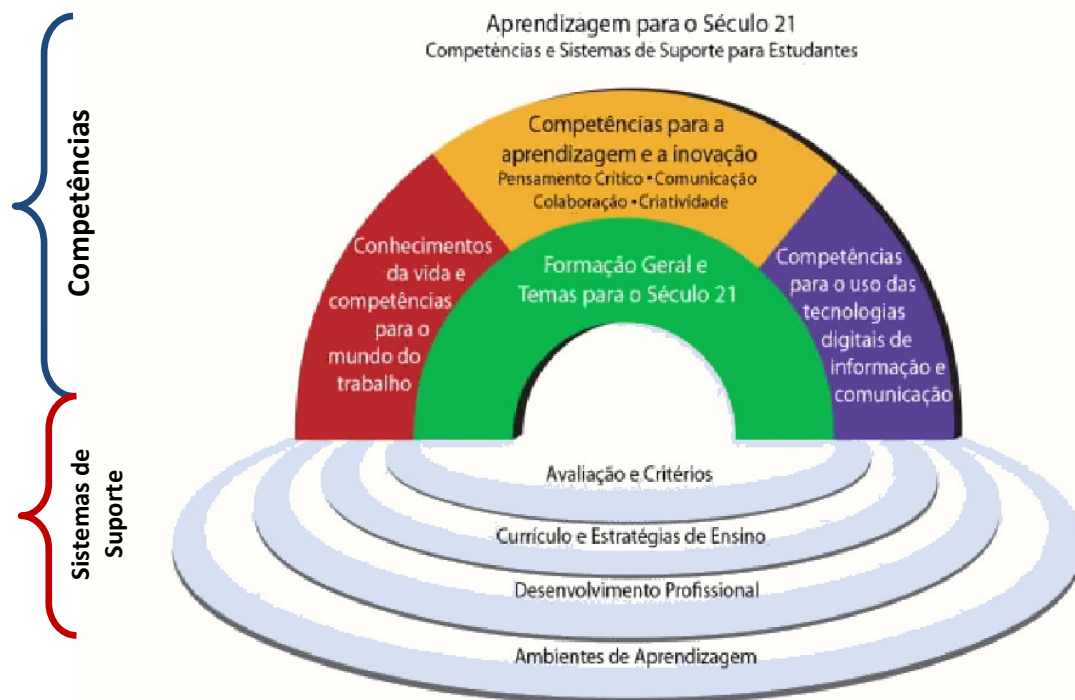 Aprendizagem para o Século 21
Competências e Sistemas de Suporte para Estudantes
Competências
Competências para a
aprendizagem e a inovação
Pensamento Crítico • Comunicação
Colaboração • Criatividade
Conhecimentos
da vida e
competências
para o
mundo do
trabalho
Formação Geral e
Temas para o Século 21
Competências
para o uso das
tecnologias
digitais de
informação e
comunicação
Sistemas de
Suporte
Avaliação e Critérios
Currículo e Estratégias de Ensino
Desenvolvimento Profissional
Ambientes de Aprendizagem